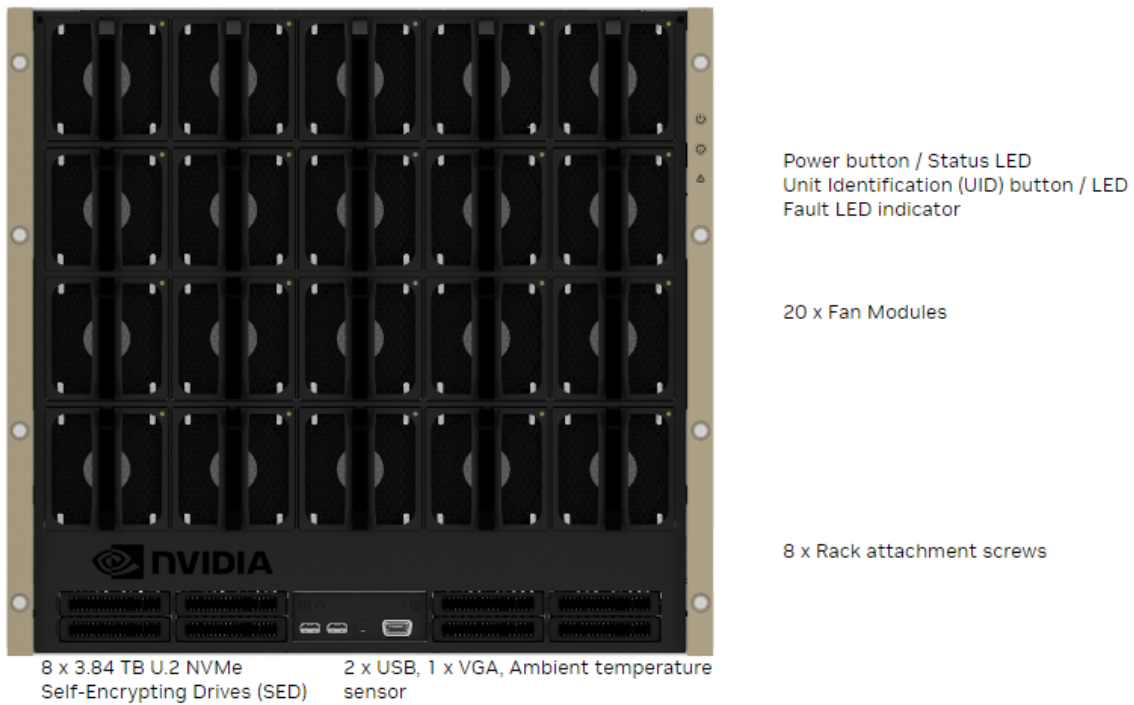 Power button / Status LED
Unit Identification (UID) button / LED
Fault LED indicator
20 x Fan Modules
8 x Rack attachment screws
NVIDIA
8 x 3.84 TB U.2 NVMe
Self-Encrypting Drives (SED)
2 x USB, 1 x VGA, Ambient temperature
sensor